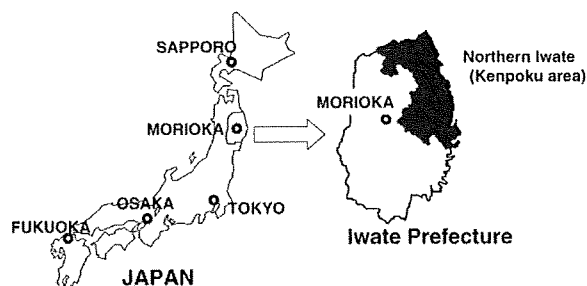 SAPPORO
MORIOKA
OSAKA
TOKYO
FUKUOKA
JAPAN
Northern Iwate
(Kenpoku area)
MORIOKA
Iwate Prefecture